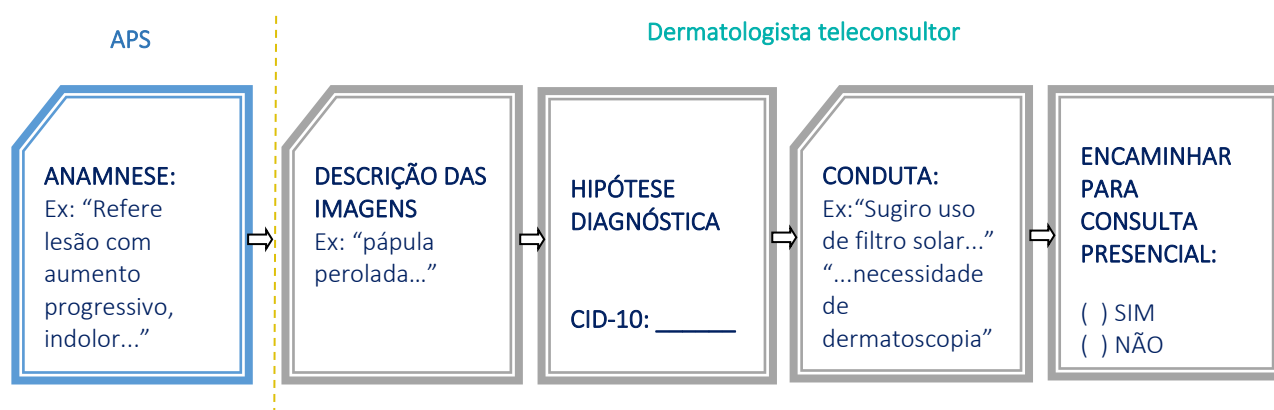 APS
Dermatologista teleconsultor
ANAMNESE:
Ex: “Refere
lesão com
aumento
progressivo,
indolor...”
DESCRIÇÃO DAS
IMAGENS
Ex: “pápula
perolada...”
HIPÓTESE
DIAGNÓSTICA
CID-10: ______
CONDUTA:
Ex:“Sugiro uso
de filtro solar...”
“...necessidade
de
dermatoscopia”
ENCAMINHAR
PARA
CONSULTA
PRESENCIAL:
( ) SIM
( ) NÃO